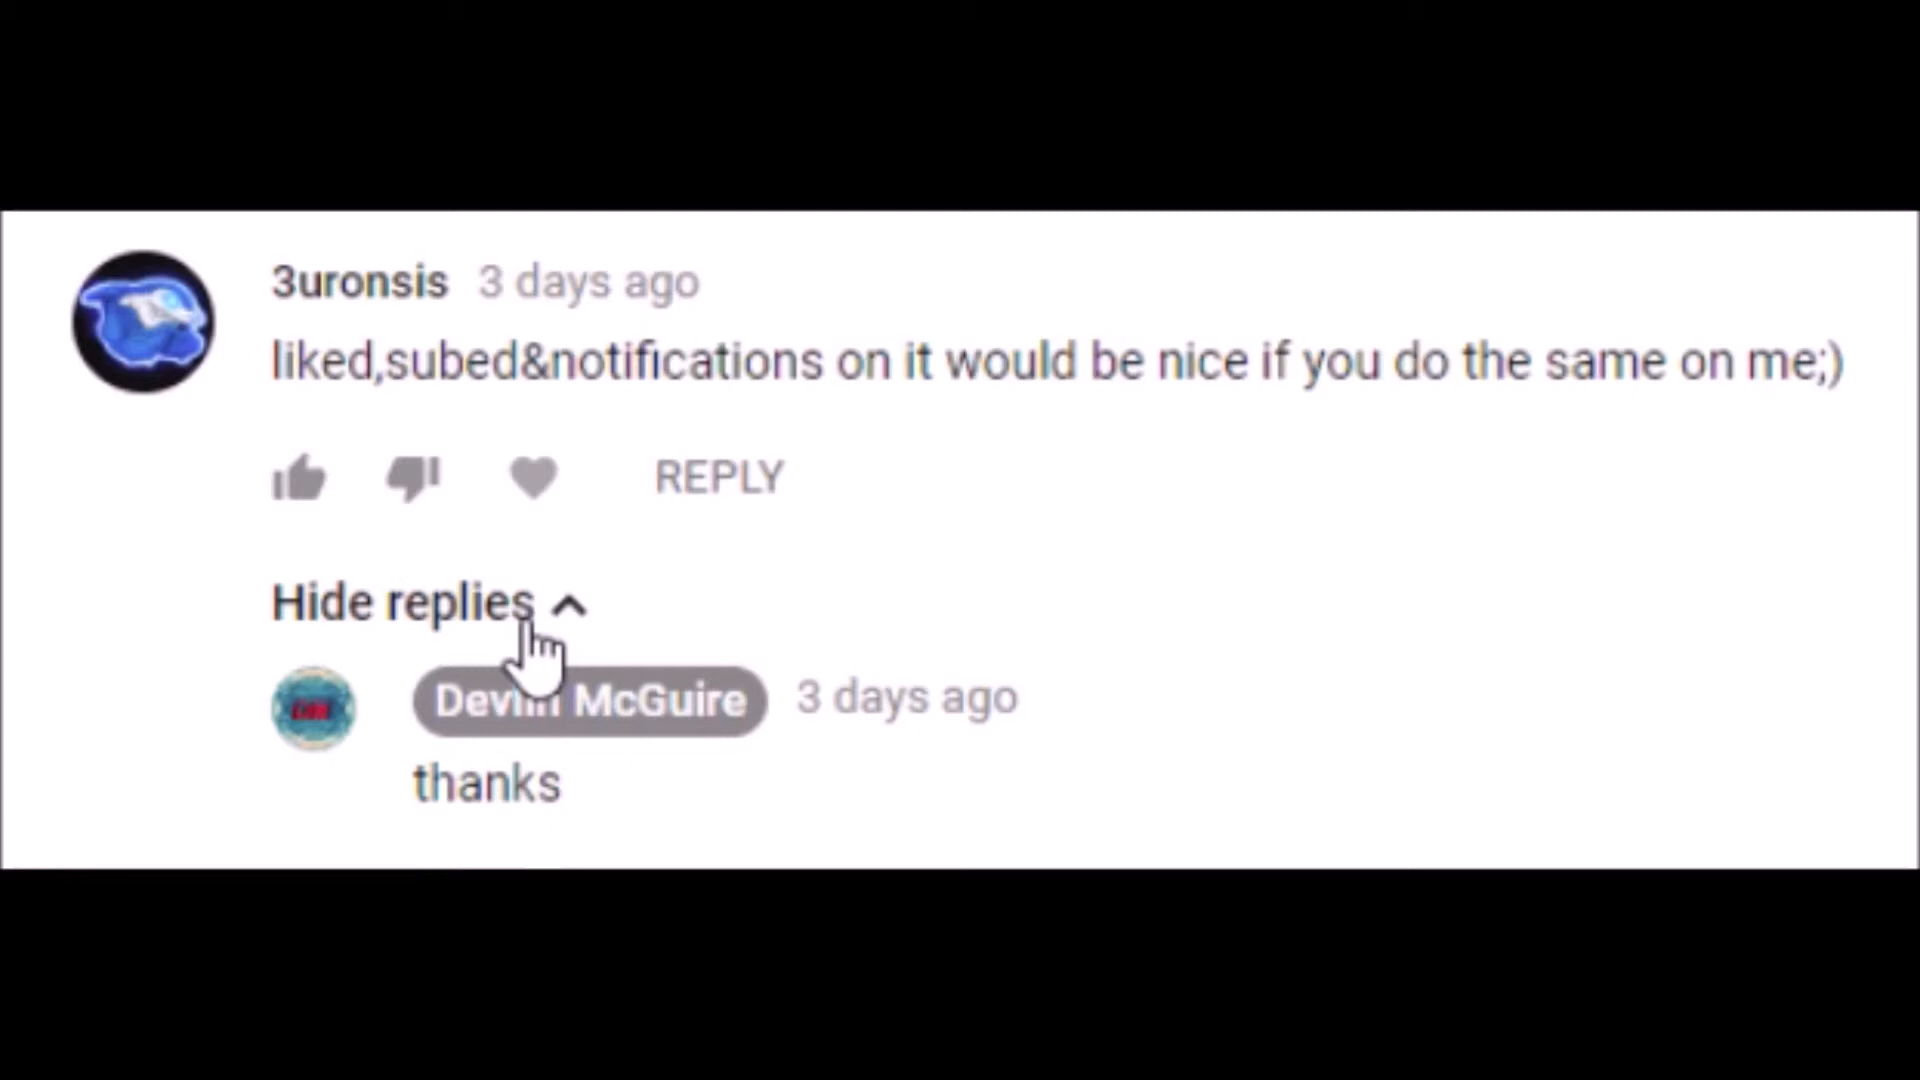 3uronsis 3 days ago
liked,subed&notifications on it would be nice if you do the same on me;)
REPLY
Hide replies
McGuire 3 days ago
thanks